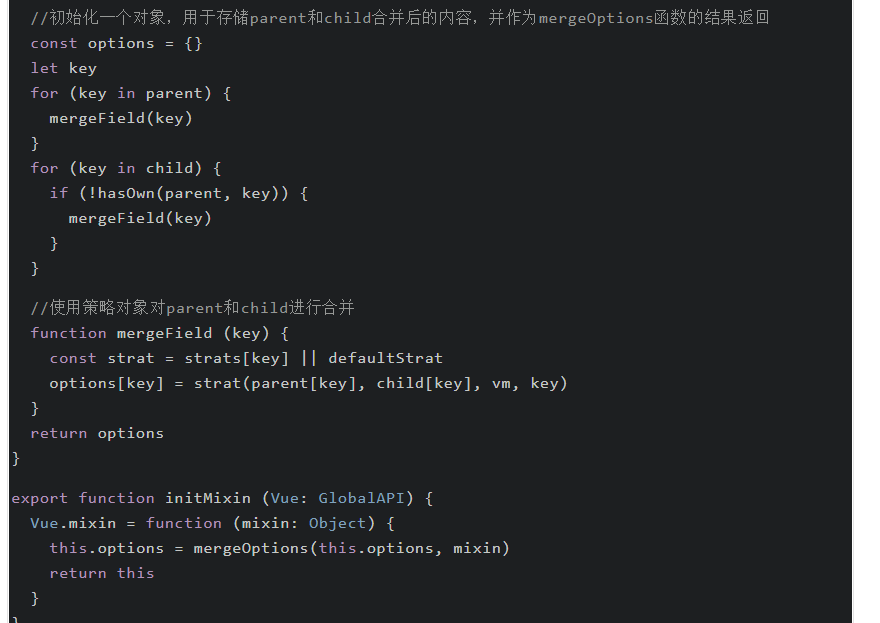 //初始化一个对象，用于存储parent和child合并后的内容，并作为mergeOptions函数的结果返回
const options = {}
let key
for (key in parent) {
mergeField(key)
}
for (key in child) {
if (!hasOwn(parent, key)) {
mergeField(key)
}
}
//使用策略对象对parent和child进行合并
function mergeField (key) {
const strat = strats[key] || defaultStrat
options[key] = strat(parent[key], child[key], vm, key)
}
return options
}
export function initMixin (Vue: GlobalAPI) {
Vue.mixin = function (mixin: Object) {
this.options = mergeOptions(this.options, mixin)
return this
}
}